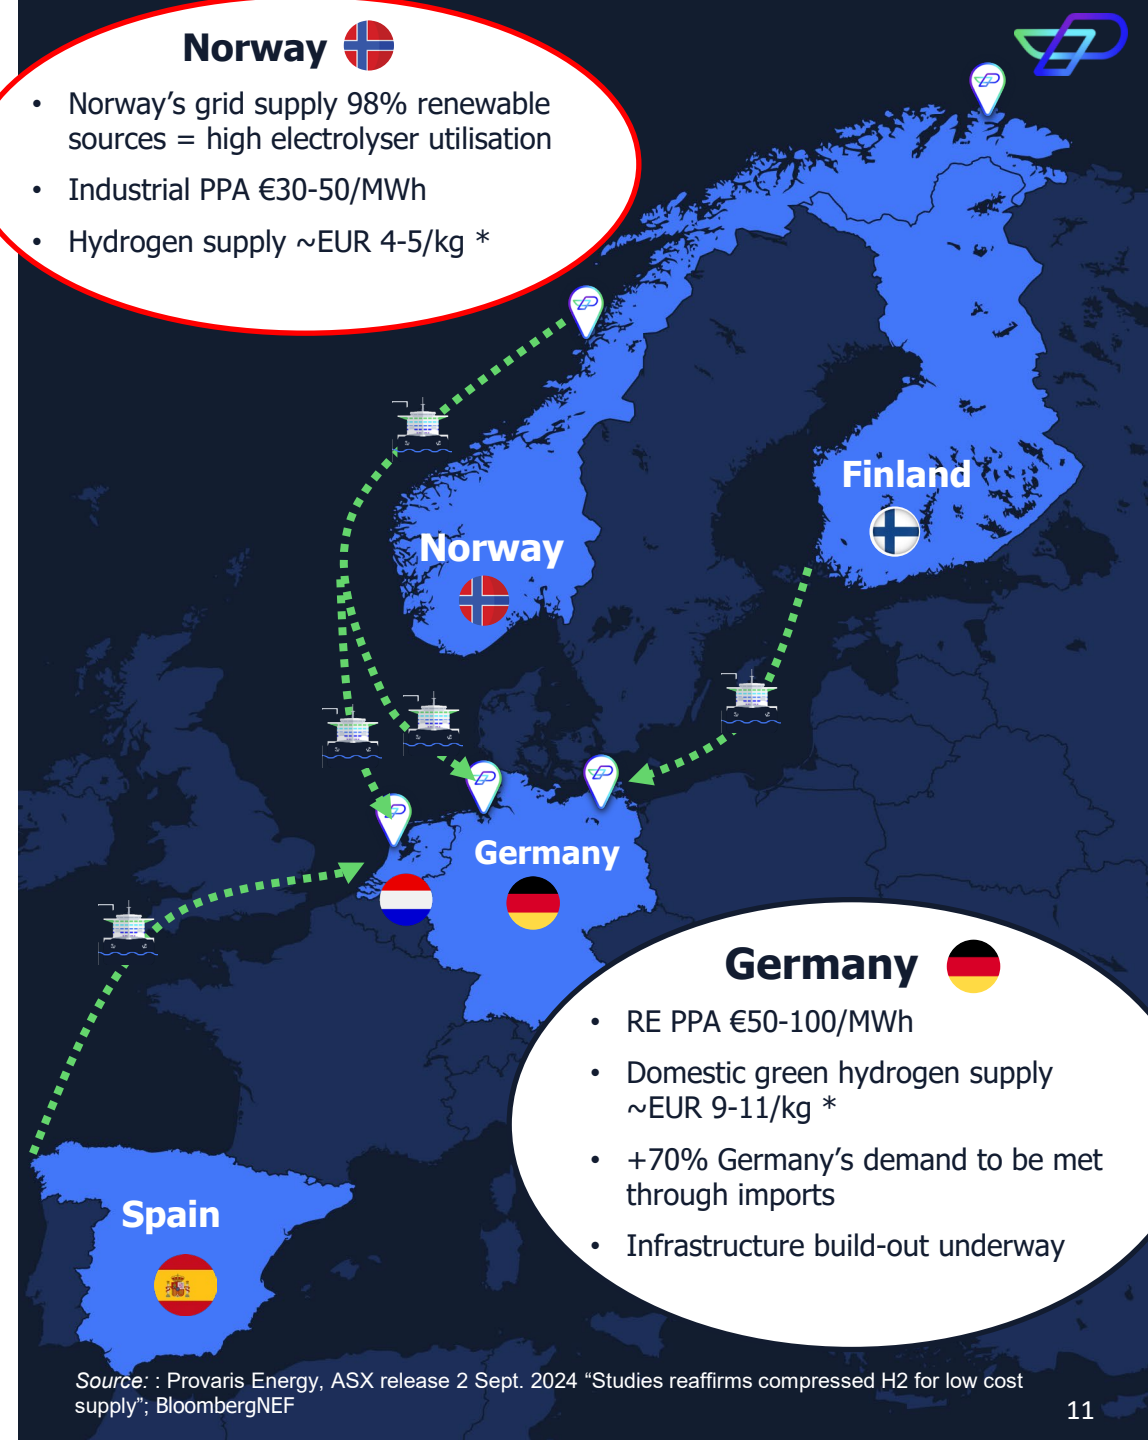 Norway
• Norway's grid supply 98% renewable
sources = high electrolyser utilisation
• Industrial PPA €30-50/MWh
• Hydrogen supply ~EUR 4-5/kg *
Finland
Norway
Germany
Germany
• RE PPA €50-100/MWh
• Domestic green hydrogen supply
~EUR 9-11/kg *
• +70% Germany's demand to be met
through imports
• Infrastructure build-out underway
Spain
Source: : Provaris Energy, ASX release 2 Sept. 2024 “Studies reaffirms compressed H2 for low cost
supply”; BloombergNEF
11